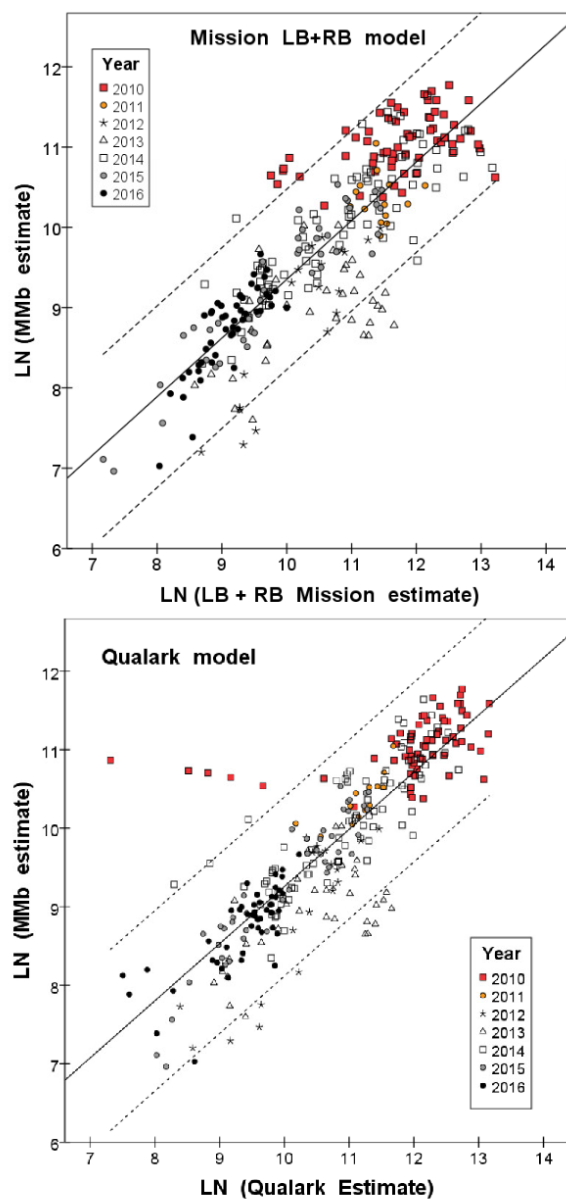 Mission LB+RB model
Year
2010
2011
2012
2013
2014
2015
2016
LN (MMb estimate)
12
11
10
9
8
7
6
7 8 9 10 11 12 13 14
LN (LB + RB Mission estimate)
Qualark model
LN (MMb estimate)
11
10
9
8
7
6
Year
2010
2011
2012
2013
2014
2015
2016
7 8 9 10 11 12 13 14
LN (Qualark Estimate)